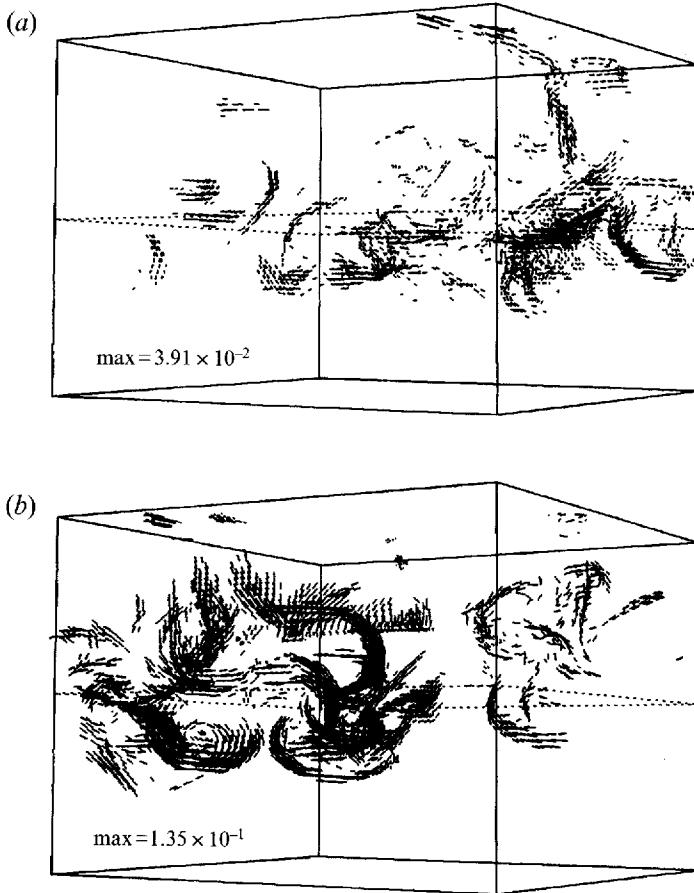 (a)
max = 3.91 × 10⁻²
(b)
max = 1.35 × 10⁻¹